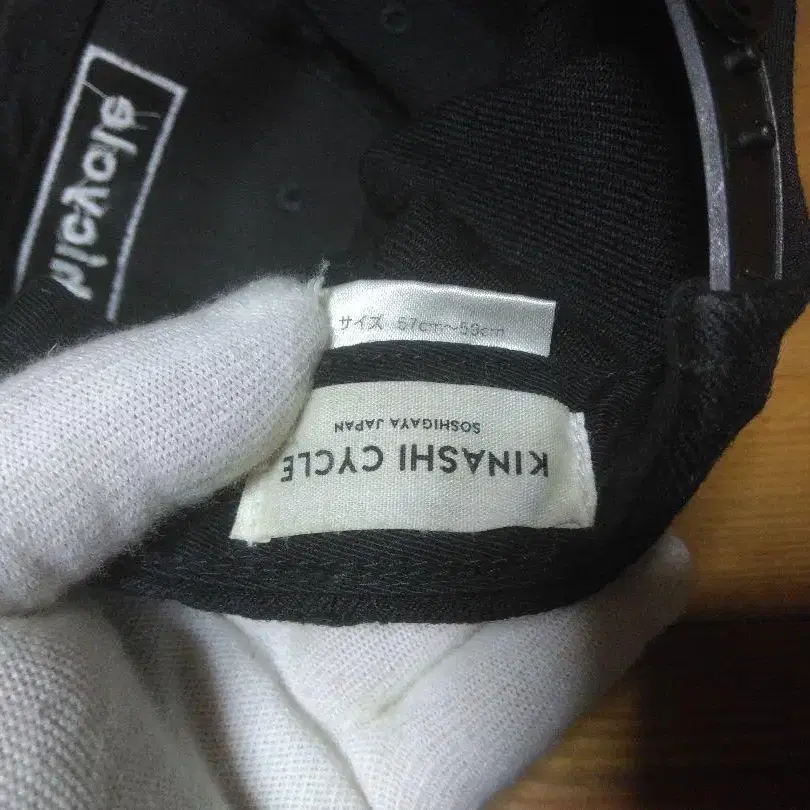 サイズ 57cm～59cm
KINASHI CYCLE
SOSHIGAYA JAPAN